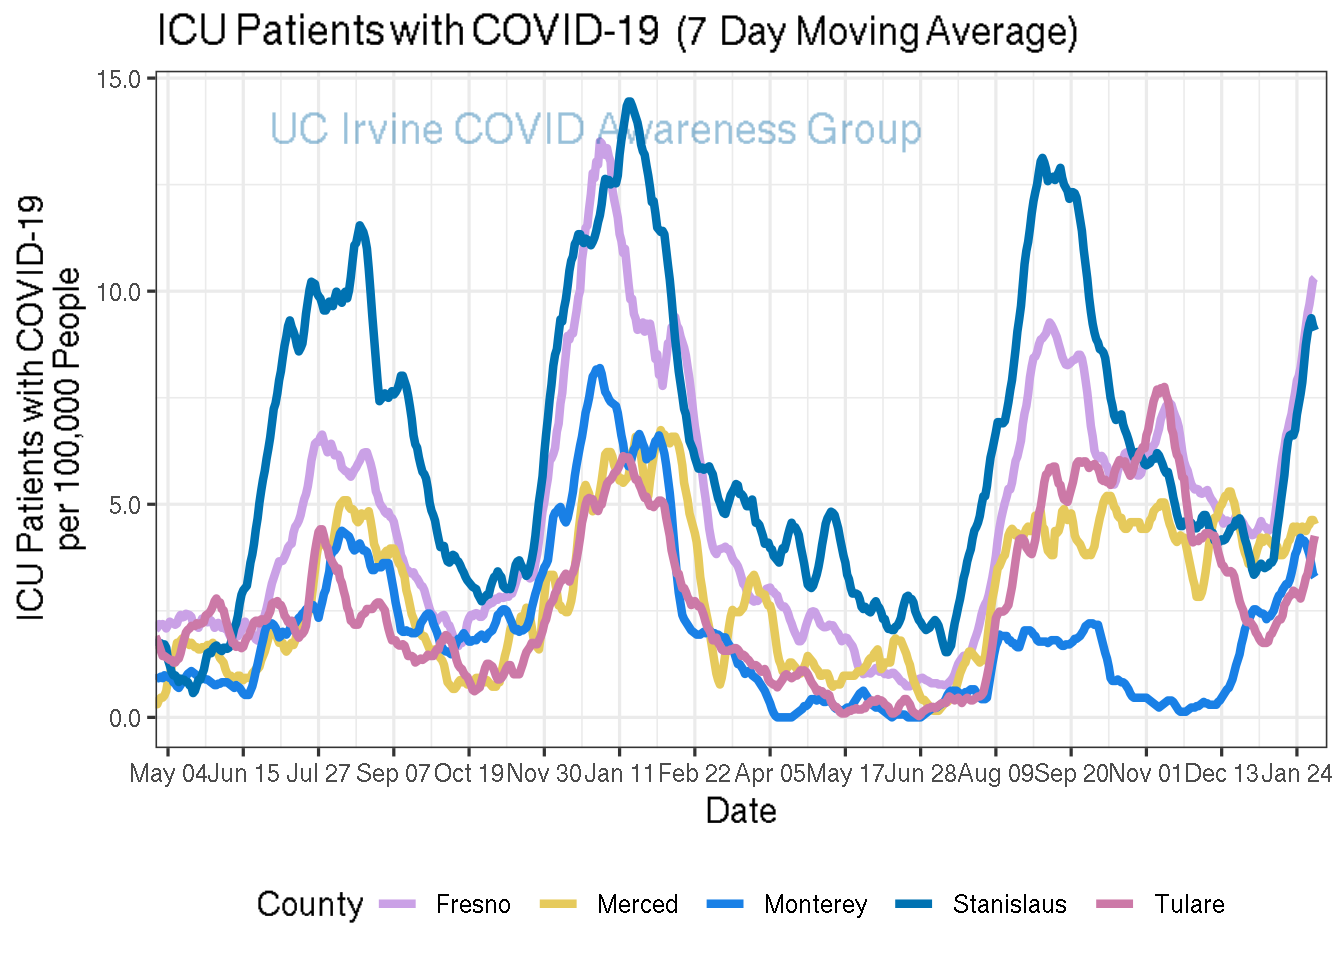 ICU Patients with COVID-19 (7 Day Moving Average)
UC Irvine COVID Awareness Group
ICU Patients with COVID-19
per 100,000 People
15.0
10.0
5.0
0.0
May 04 Jun 15 Jul 27 Sep 07 Oct 19 Nov 30 Jan 11 Feb 22 Apr 05 May 17 Jun 28 Aug 09 Sep 20 Nov 01 Dec 13 Jan 24
Date
County Fresno Merced Monterey Stanislaus Tulare